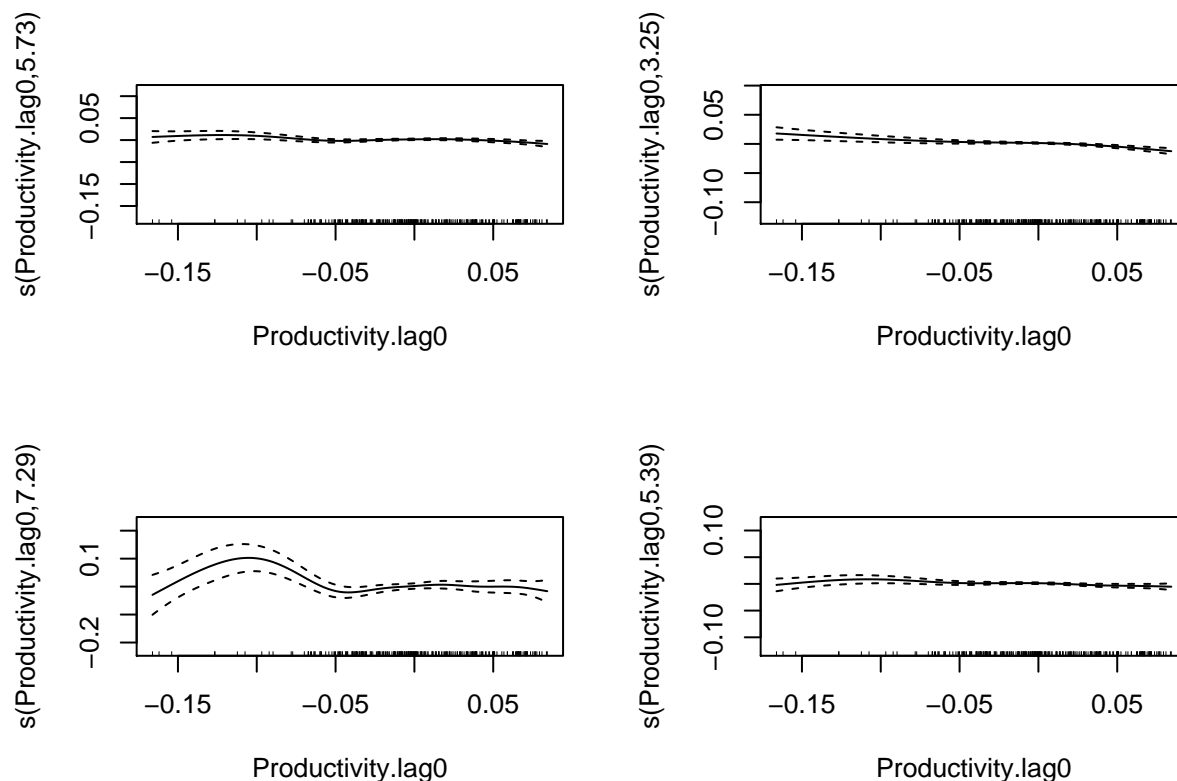 s(Productivity.lag0,5.73)
0.05
−0.15
−0.15
−0.05
0.05
Productivity.lag0
s(Productivity.lag0,3.25)
0.05
−0.10
−0.15
−0.05
0.05
Productivity.lag0
s(Productivity.lag0,7.29)
0.1
−0.2
−0.15
−0.05
0.05
Productivity.lag0
s(Productivity.lag0,5.39)
0.10
−0.10
−0.15
−0.05
0.05
Productivity.lag0